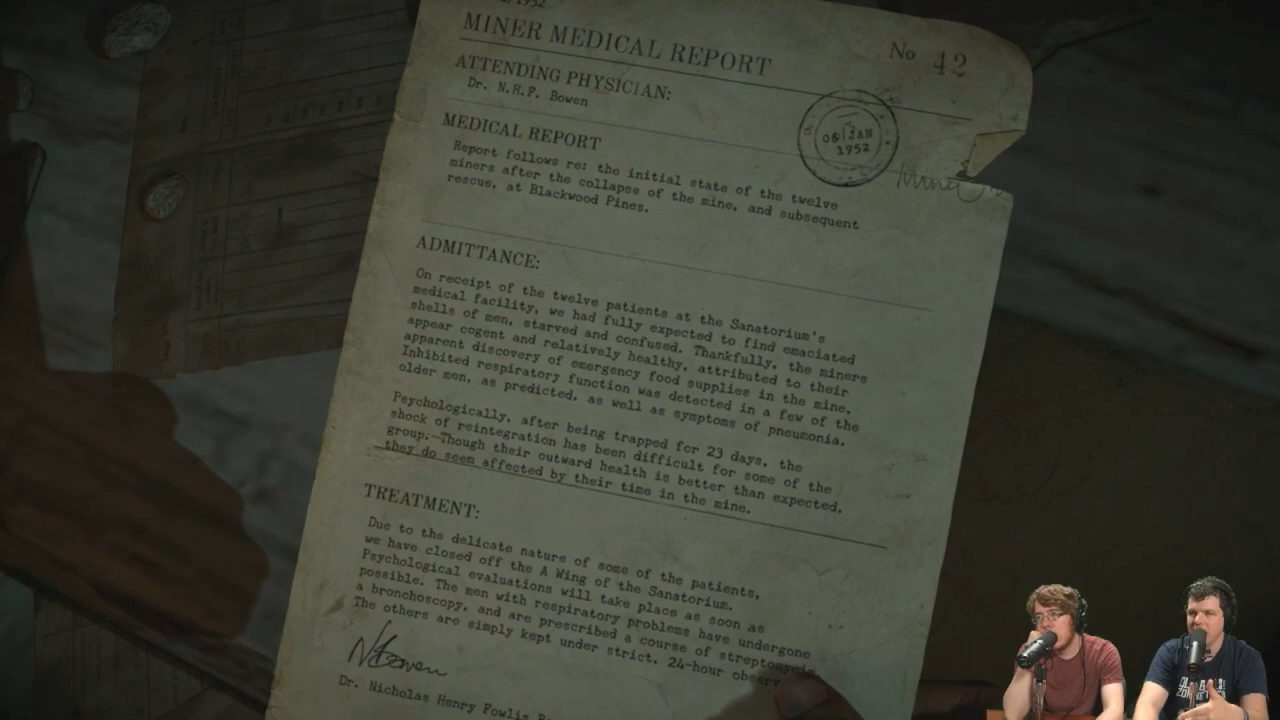 1952
MINER MEDICAL REPORT
No 42
ATTENDING PHYSICIAN:
Dr. N.H.F. Bowen
JAN
1952
MEDICAL REPORT
Report follows re: the initial state of the twelve
miners after the collapse of the mine, and subsequent
rescue, at Blackwood Pines.
ADMITTANCE:
On receipt of the twelve patients at the Sanatorium's
medical facility, we had fully expected to find emaciated
shells of men, starved and confused. Thankfully, the miners
appear cogent and relatively healthy, attributed to their
apparent discovery of emergency food supplies in the mine.
Inhibited respiratory function was detected in a few of the
older men, as predicted, as well as symptoms of pneumonia.
Psychologically, after being trapped for 23 days, the
shock of reintegration has been difficult for some of the
group. Though their outward health is better than expected,
they do seem affected by their time in the mine.
TREATMENT:
Due to the delicate nature of some of the patients,
we have closed off the A Wing of the Sanatorium.
Psychological evaluations will take place as soon as
possible. The men with respiratory problems have undergone
a bronchoscopy, and are prescribed a course of streptomycin.
The others are simply kept under strict, 24-hour
NBowen
Dr. Nicholas Henry Fowlis